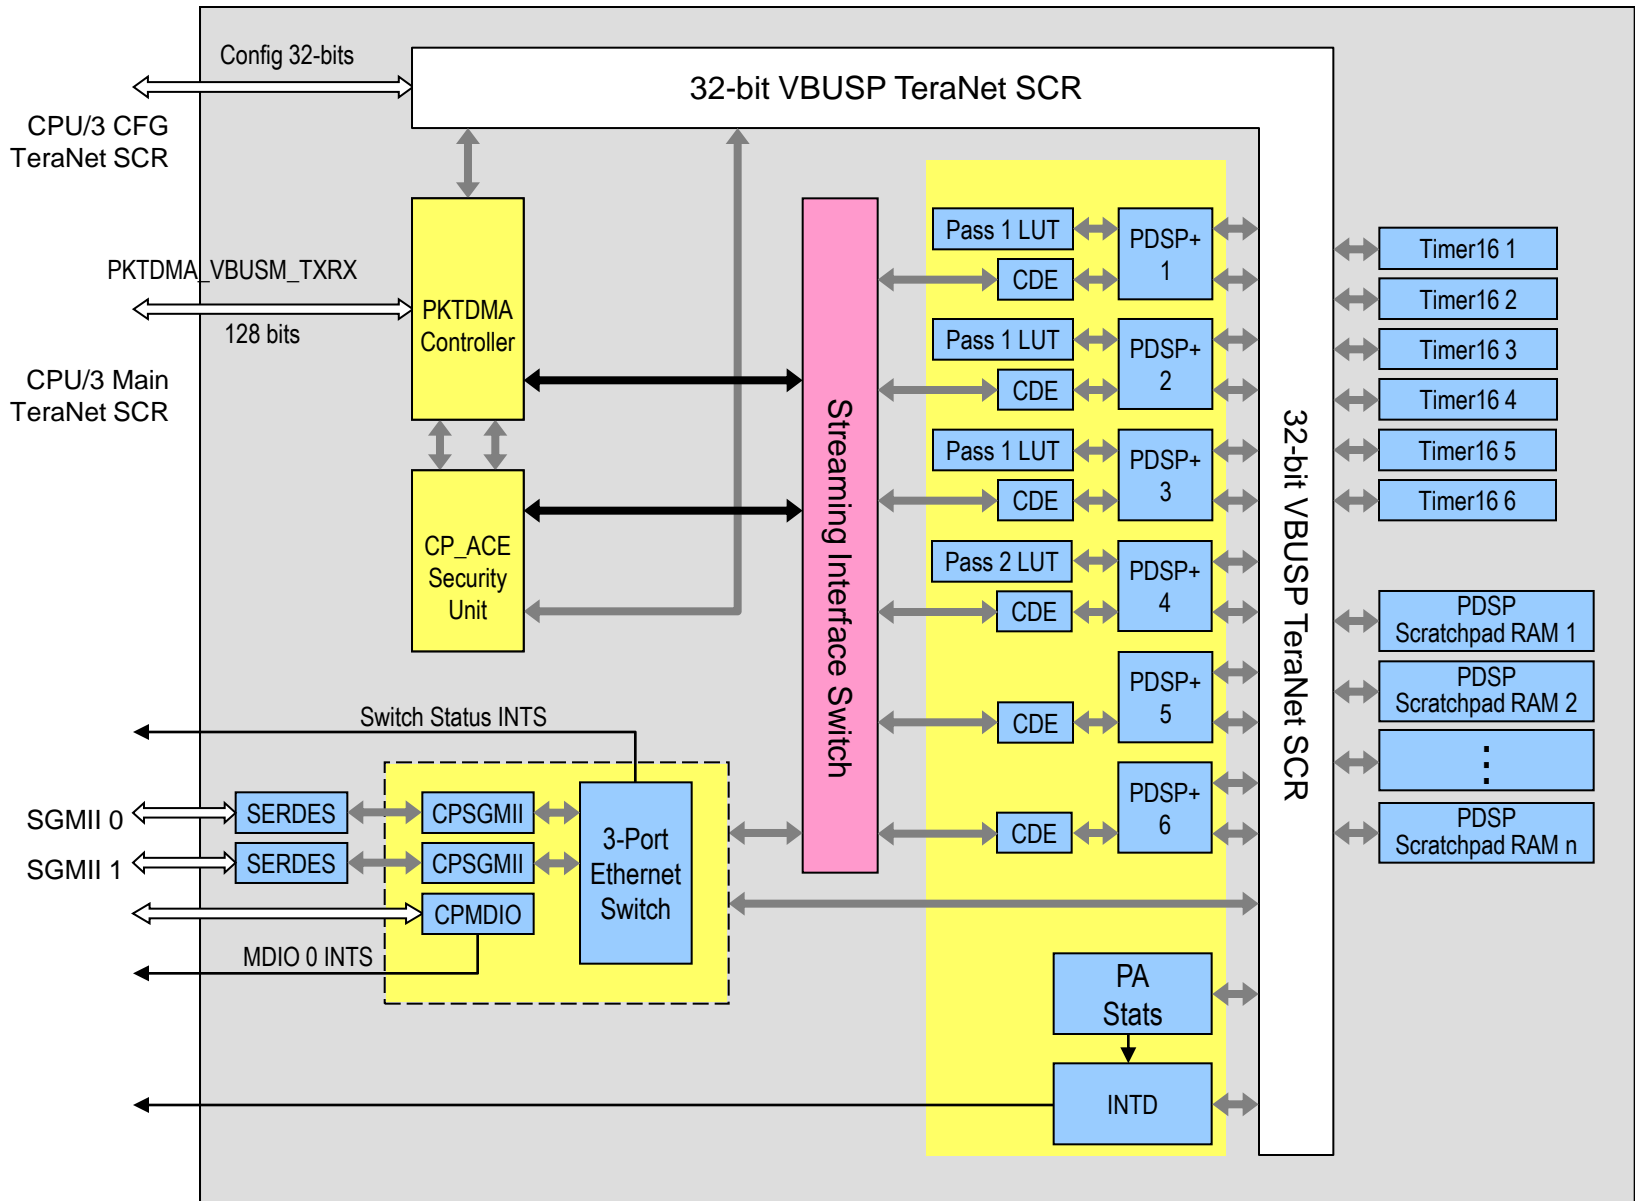 Config 32-bits
32-bit VBUSP TeraNet SCR
CPU/3 CFG
TeraNet SCR
PKTDMA_VBUSM_TXRX
128 bits
CPU/3 Main
TeraNet SCR
PKTDMA
Controller
CP_ACE
Security
Unit
Streaming Interface Switch
Pass 1 LUT
CDE
PDSP+
1
Pass 1 LUT
CDE
PDSP+
2
Pass 1 LUT
CDE
PDSP+
3
Pass 2 LUT
CDE
PDSP+
4
CDE
PDSP+
5
CDE
PDSP+
6
32-bit VBUSP TeraNet SCR
Timer16 1
Timer16 2
Timer16 3
Timer16 4
Timer16 5
Timer16 6
PDSP
Scratchpad RAM 1
PDSP
Scratchpad RAM 2
⋮
PDSP
Scratchpad RAM n
Switch Status INTS
SGMII 0
SERDES
CPSGMII
SGMII 1
SERDES
CPSGMII
CPMDIO
3-Port
Ethernet
Switch
MDIO 0 INTS
PA
Stats
INTD